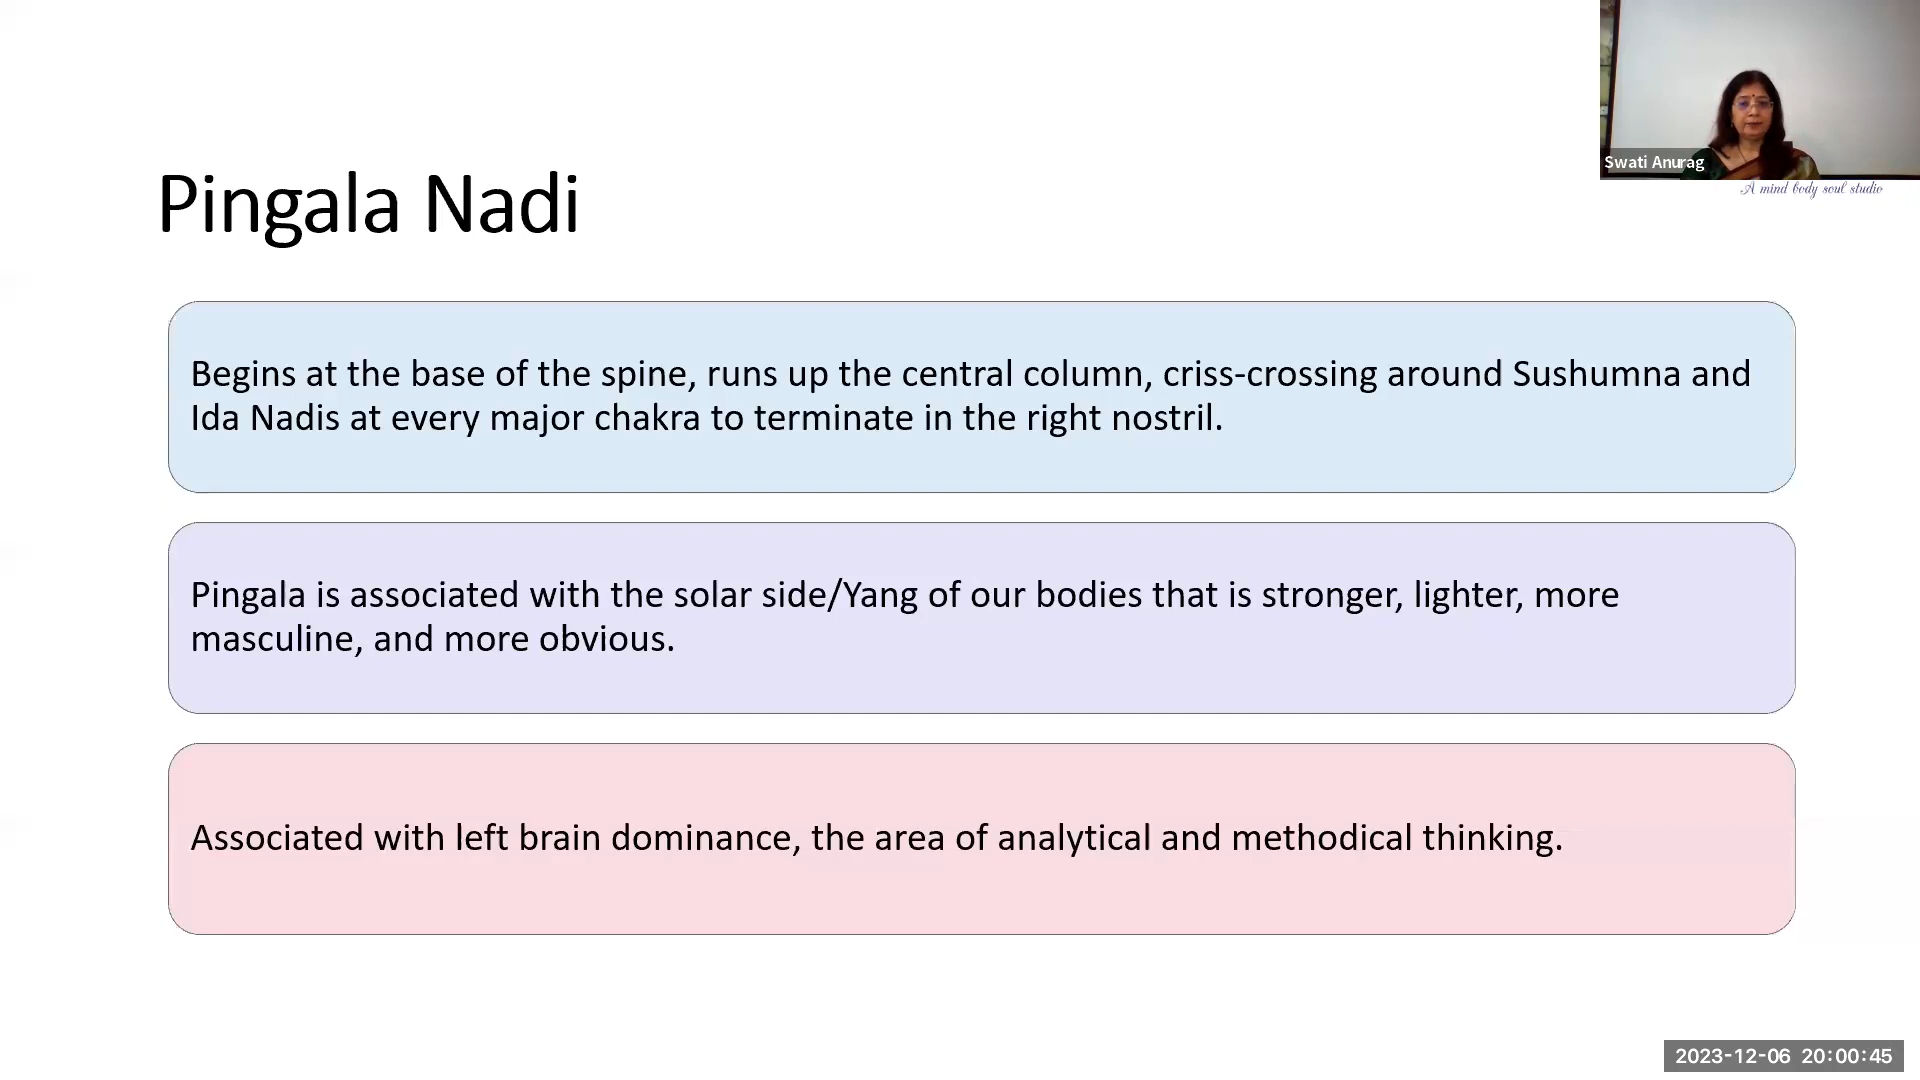 Swati Anurag
A mind body soul studio
Pingala Nadi
Begins at the base of the spine, runs up the central column, criss-crossing around Sushumna and
Ida Nadis at every major chakra to terminate in the right nostril.
Pingala is associated with the solar side/Yang of our bodies that is stronger, lighter, more
masculine, and more obvious.
Associated with left brain dominance, the area of analytical and methodical thinking.
2023-12-06 20:00:45